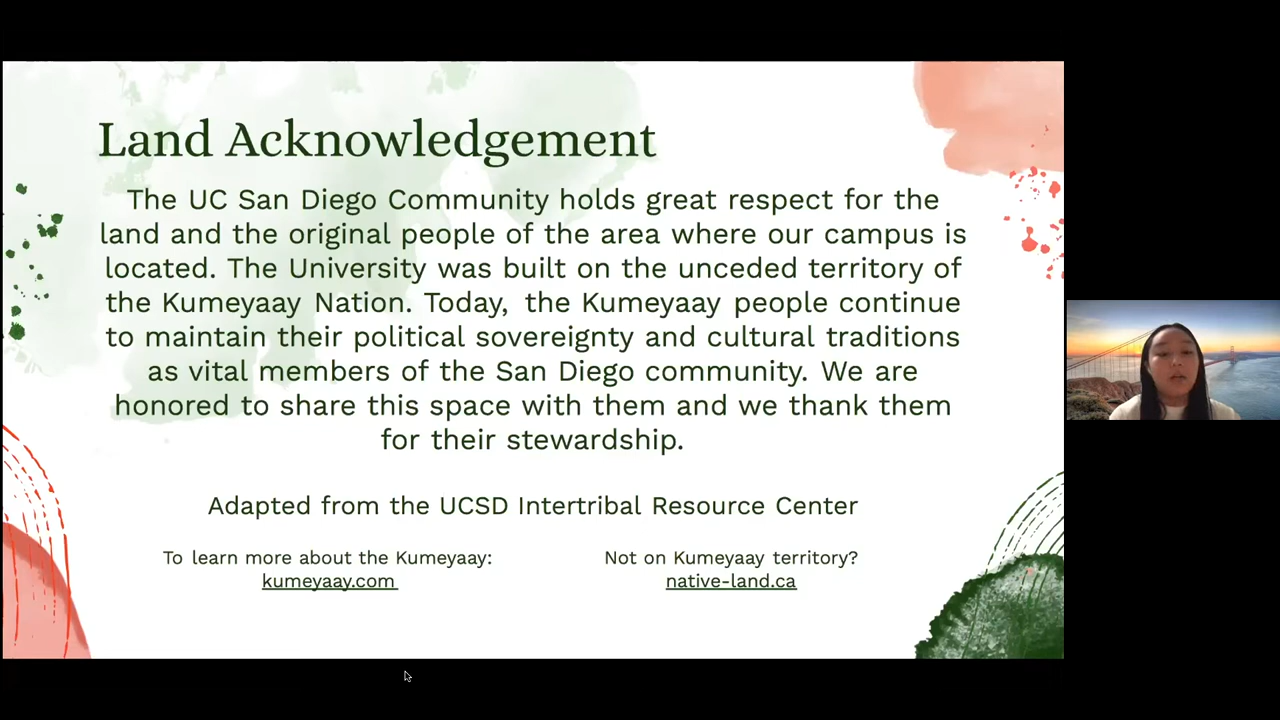 Land Acknowledgement
The UC San Diego Community holds great respect for the
land and the original people of the area where our campus is
located. The University was built on the unceded territory of
the Kumeyaay Nation. Today, the Kumeyaay people continue
to maintain their political sovereignty and cultural traditions
as vital members of the San Diego community. We are
honored to share this space with them and we thank them
for their stewardship.
Adapted from the UCSD Intertribal Resource Center
To learn more about the Kumeyaay:
kumeyaay.com
Not on Kumeyaay territory?
native-land.ca